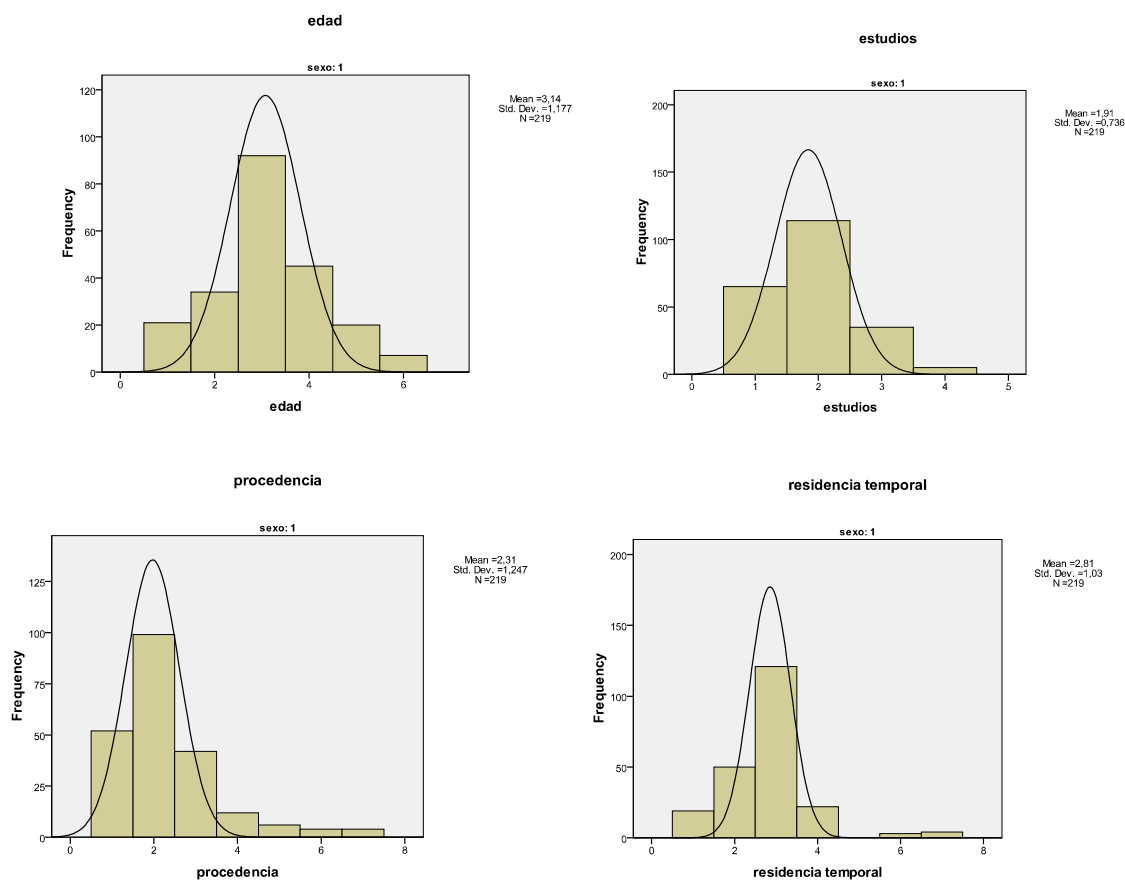 edad
sexo: 1
Mean =3,14
Std. Dev. =1,177
N =219
120
100
80
60
40
20
0
Frequency
0 2 4 6
edad
estudios
sexo: 1
Mean =1,91
Std. Dev. =0,736
N =219
200
150
100
50
0
Frequency
0 1 2 3 4 5
estudios
procedencia
sexo: 1
Mean =2,31
Std. Dev. =1,247
N =219
125
100
75
50
25
0
Frequency
0 2 4 6 8
procedencia
residencia temporal
sexo: 1
Mean =2,81
Std. Dev. =1,03
N =219
200
150
100
50
0
Frequency
0 2 4 6 8
residencia temporal